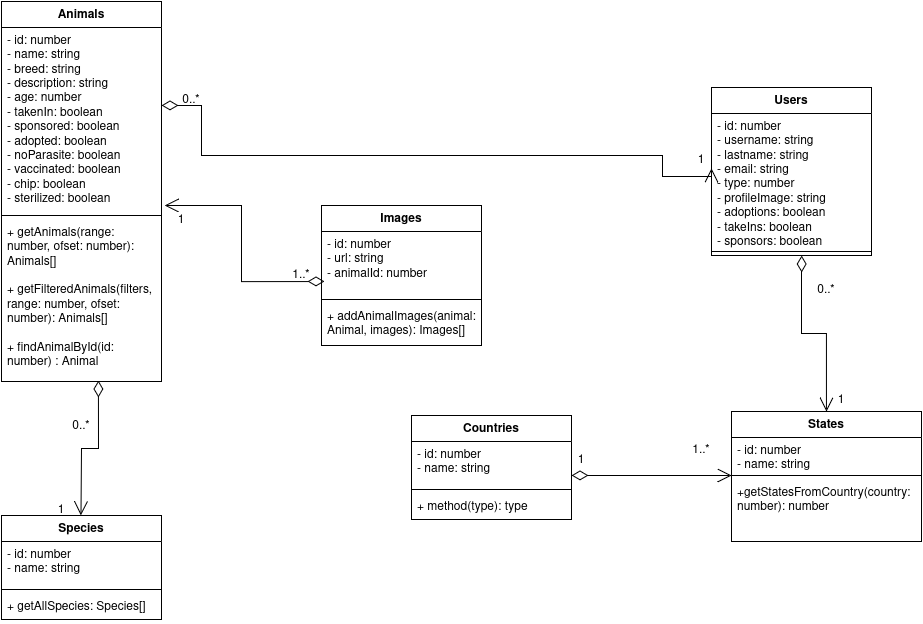 Animals
- id: number
- name: string
- breed: string
- description: string
- age: number
- takenIn: boolean
- sponsored: boolean
- adopted: boolean
- noParasite: boolean
- vaccinated: boolean
- chip: boolean
- sterilized: boolean
+ getAnimals(range:
number, ofset: number):
Animals[]
+ getFilteredAnimals(filters,
range: number, ofset:
number): Animals[]
+ findAnimalById(id:
number) : Animal
0..*
1
Users
- id: number
- username: string
- lastname: string
- email: string
- type: number
- profileImage: string
- adoptions: boolean
- takeIns: boolean
- sponsors: boolean
1
1..*
Images
- id: number
- url: string
- animalId: number
+ addAnimalImages(animal:
Animal, images): Images[]
0..*
1
0..*
1
Species
- id: number
- name: string
+ getAllSpecies: Species[]
Countries
- id: number
- name: string
+ method(type): type
1
1..*
States
- id: number
- name: string
+getStatesFromCountry(country:
number): number